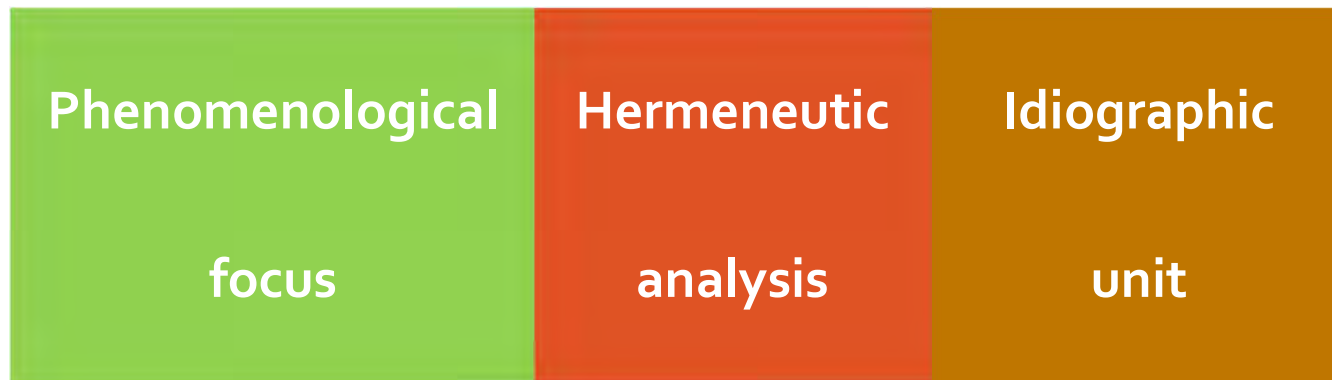 Phenomenological
focus
Hermeneutic
analysis
Idiographic
unit